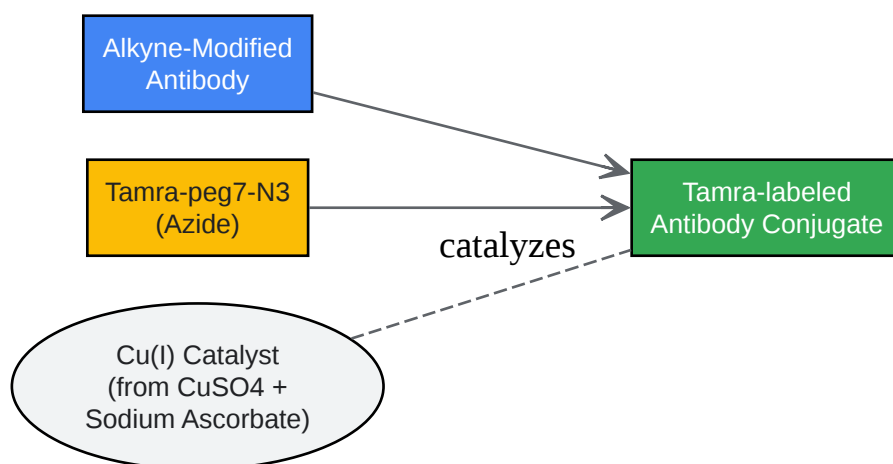 Alkyne-Modified
Antibody
Tamra-peg7-N3
(Azide)
Tamra-labeled
Antibody Conjugate
catalyzes
Cu(I) Catalyst
(from CuSO4 +
Sodium Ascorbate)